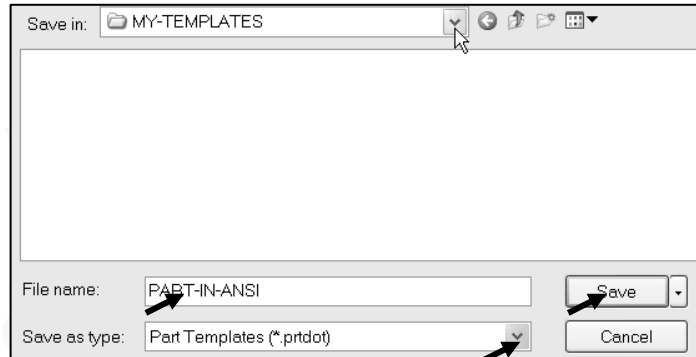 Save in: MY-TEMPLATES
File name: PART-IN-ANSI Save
Save as type: Part Templates (*.prtdot) Cancel